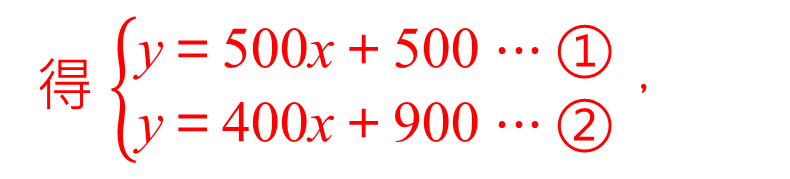 得 { y = 500x + 500 ⋯ ①
y = 400x + 900 ⋯ ② ，